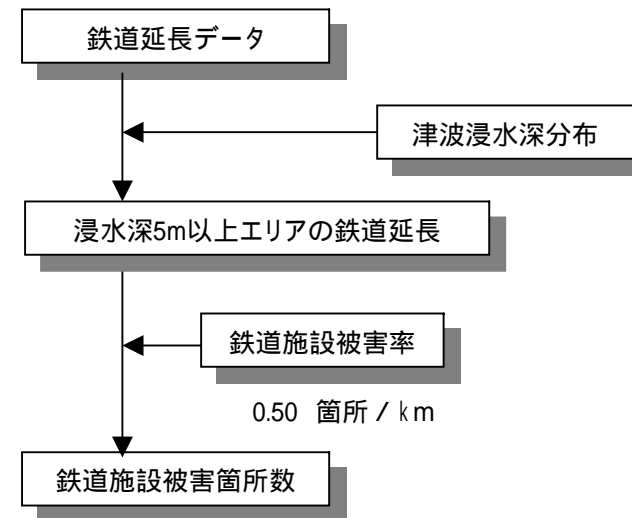 鉄道延長データ
津波浸水深分布
浸水深5m以上エリアの鉄道延長
鉄道施設被害率
0.50 箇所 / km
鉄道施設被害箇所数